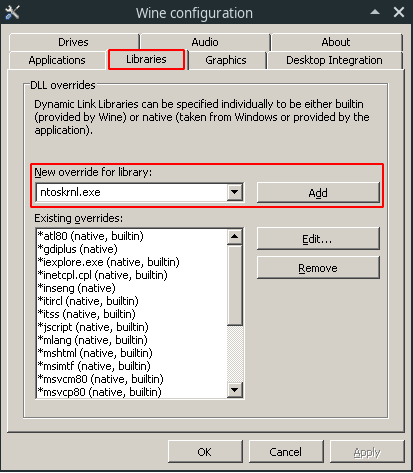 Wine configuration
Drives
Audio
About
Applications
Libraries
Graphics
Desktop Integration
DLL overrides
Dynamic Link Libraries can be specified individually to be either builtin
(provided by Wine) or native (taken from Windows or provided by the
application).
New override for library:
ntoskrnl.exe
Add
Existing overrides:
*atl80 (native, builtin)
*gdiplus (native)
*iexplore.exe (native, builtin)
*inetcpl.cpl (native, builtin)
*inseng (native)
*itircl (native, builtin)
*itss (native, builtin)
*jscript (native, builtin)
*mlang (native, builtin)
*mshtml (native, builtin)
*msimtf (native, builtin)
*msvcm80 (native, builtin)
*msvcp80 (native, builtin)
Edit...
Remove
OK
Cancel
Apply